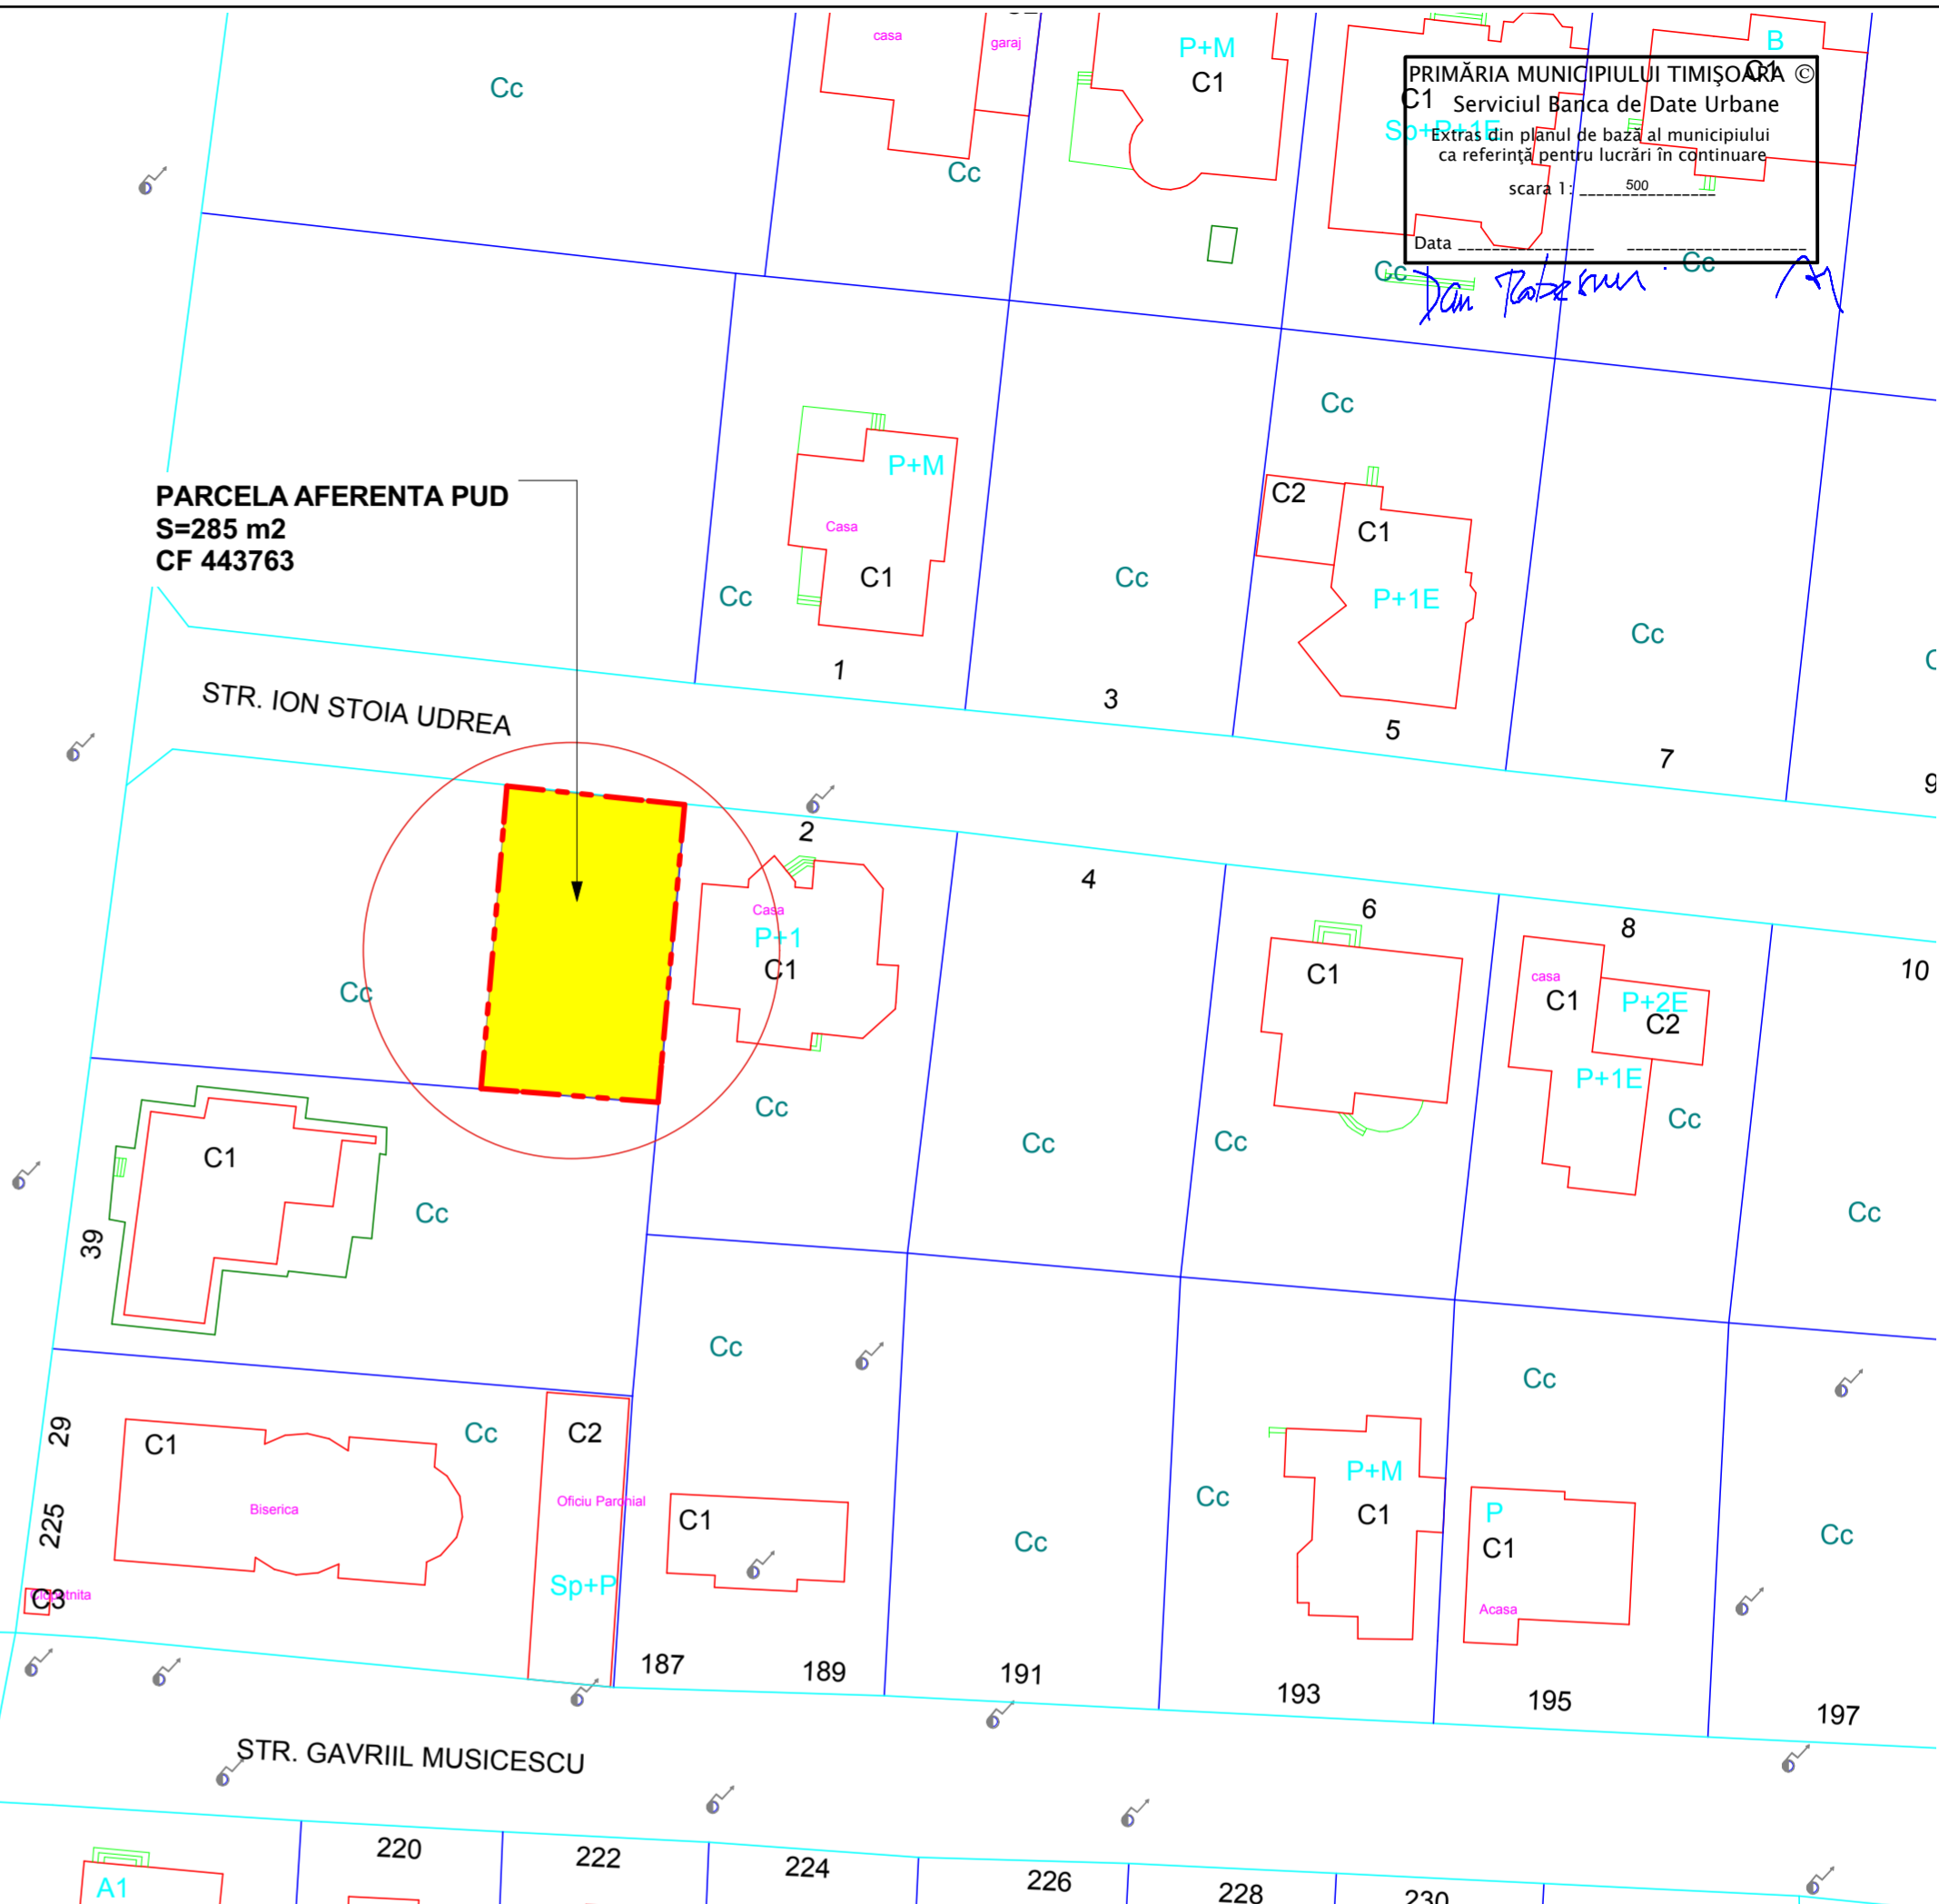 casa
garaj
P+M
C1
B
C1
Cc
PRIMĂRIA MUNICIPIULUI TIMIŞOARA ©
Serviciul Banca de Date Urbane
Extras din planul de bază al municipiului
ca referinţă pentru lucrări în continuare
scara 1: 500
Data
C1
Sp+P+1E
Cc
Cc
Cc
Dan
Cc
P+M
Casa
C1
Cc
1
PARCELA AFERENTA PUD
S=285 m2
CF 443763
C2
C1
P+1E
Cc
3
5
Cc
7
9
STR. ION STOIA UDREA
2
Casa
P+1
C1
Cc
Cc
4
Cc
6
C1
Cc
8
casa
C1
P+2E
C2
P+1E
Cc
10
Cc
C1
Cc
39
29
225
C1
Biserica
Cc
C2
Oficiu Parohial
Sp+P
Clopotnita
C3
Cc
C1
187
189
Cc
191
Cc
P+M
C1
193
Cc
P
C1
Acasa
195
Cc
197
STR. GAVRIIL MUSICESCU
A1
220
222
224
226
228
230